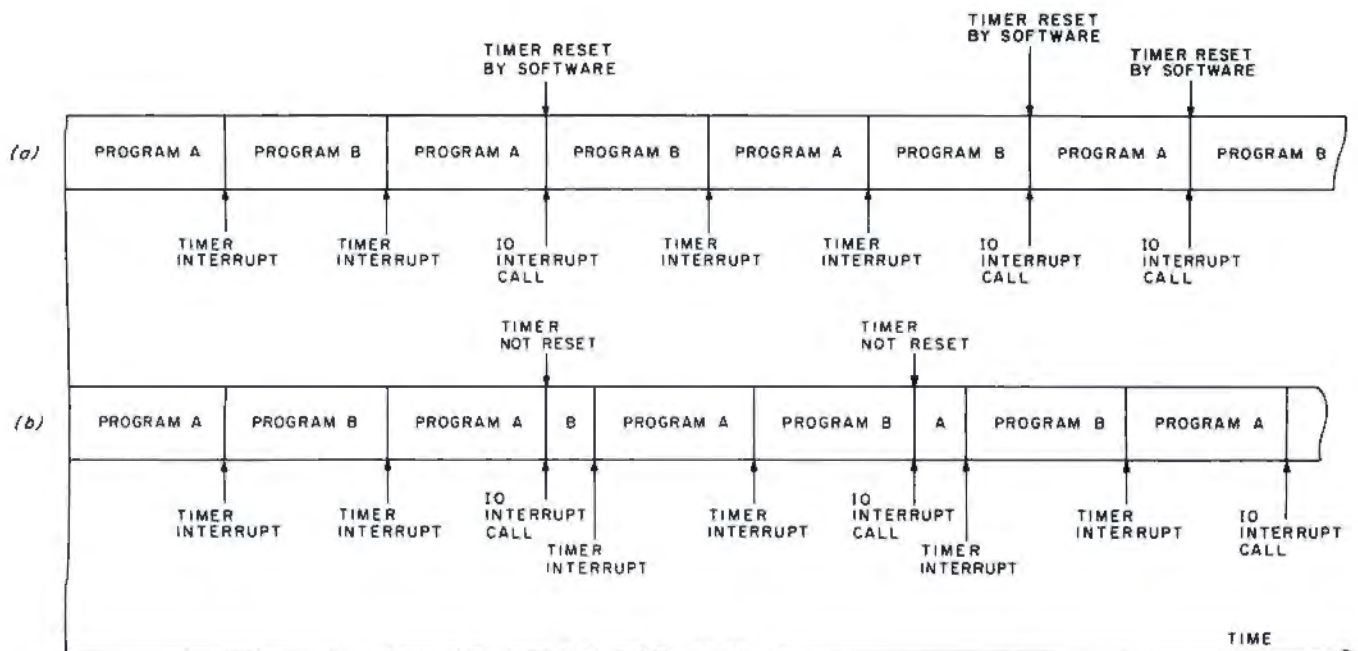 TIMER RESET
BY SOFTWARE
TIMER RESET
BY SOFTWARE
TIMER RESET
BY SOFTWARE
(a)
PROGRAM A
PROGRAM B
PROGRAM A
PROGRAM B
PROGRAM A
PROGRAM B
PROGRAM A
PROGRAM B
TIMER
INTERRUPT
TIMER
INTERRUPT
IO
INTERRUPT
CALL
TIMER
INTERRUPT
TIMER
INTERRUPT
IO
INTERRUPT
CALL
IO
INTERRUPT
CALL
TIMER
NOT RESET
TIMER
NOT RESET
(b)
PROGRAM A
PROGRAM B
PROGRAM A
B
PROGRAM A
PROGRAM B
A
PROGRAM B
PROGRAM A
TIMER
INTERRUPT
TIMER
INTERRUPT
IO
INTERRUPT
CALL
TIMER
INTERRUPT
TIMER
INTERRUPT
IO
INTERRUPT
CALL
TIMER
INTERRUPT
TIMER
INTERRUPT
IO
INTERRUPT
CALL
TIME